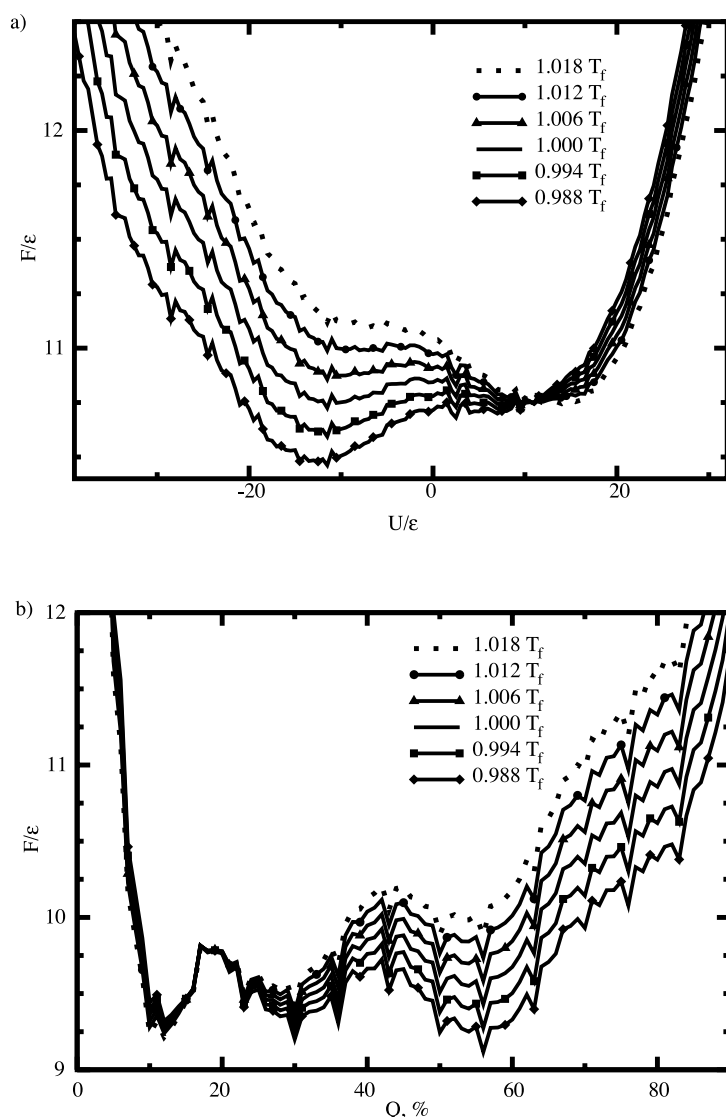 a)
1.018 T_f
1.012 T_f
1.006 T_f
1.000 T_f
0.994 T_f
0.988 T_f
12
11
F/ε
-20 0 20
U/ε
b)
12
1.018 T_f
1.012 T_f
1.006 T_f
1.000 T_f
0.994 T_f
0.988 T_f
11
F/ε
10
9
0 20 40 60 80
Q, %